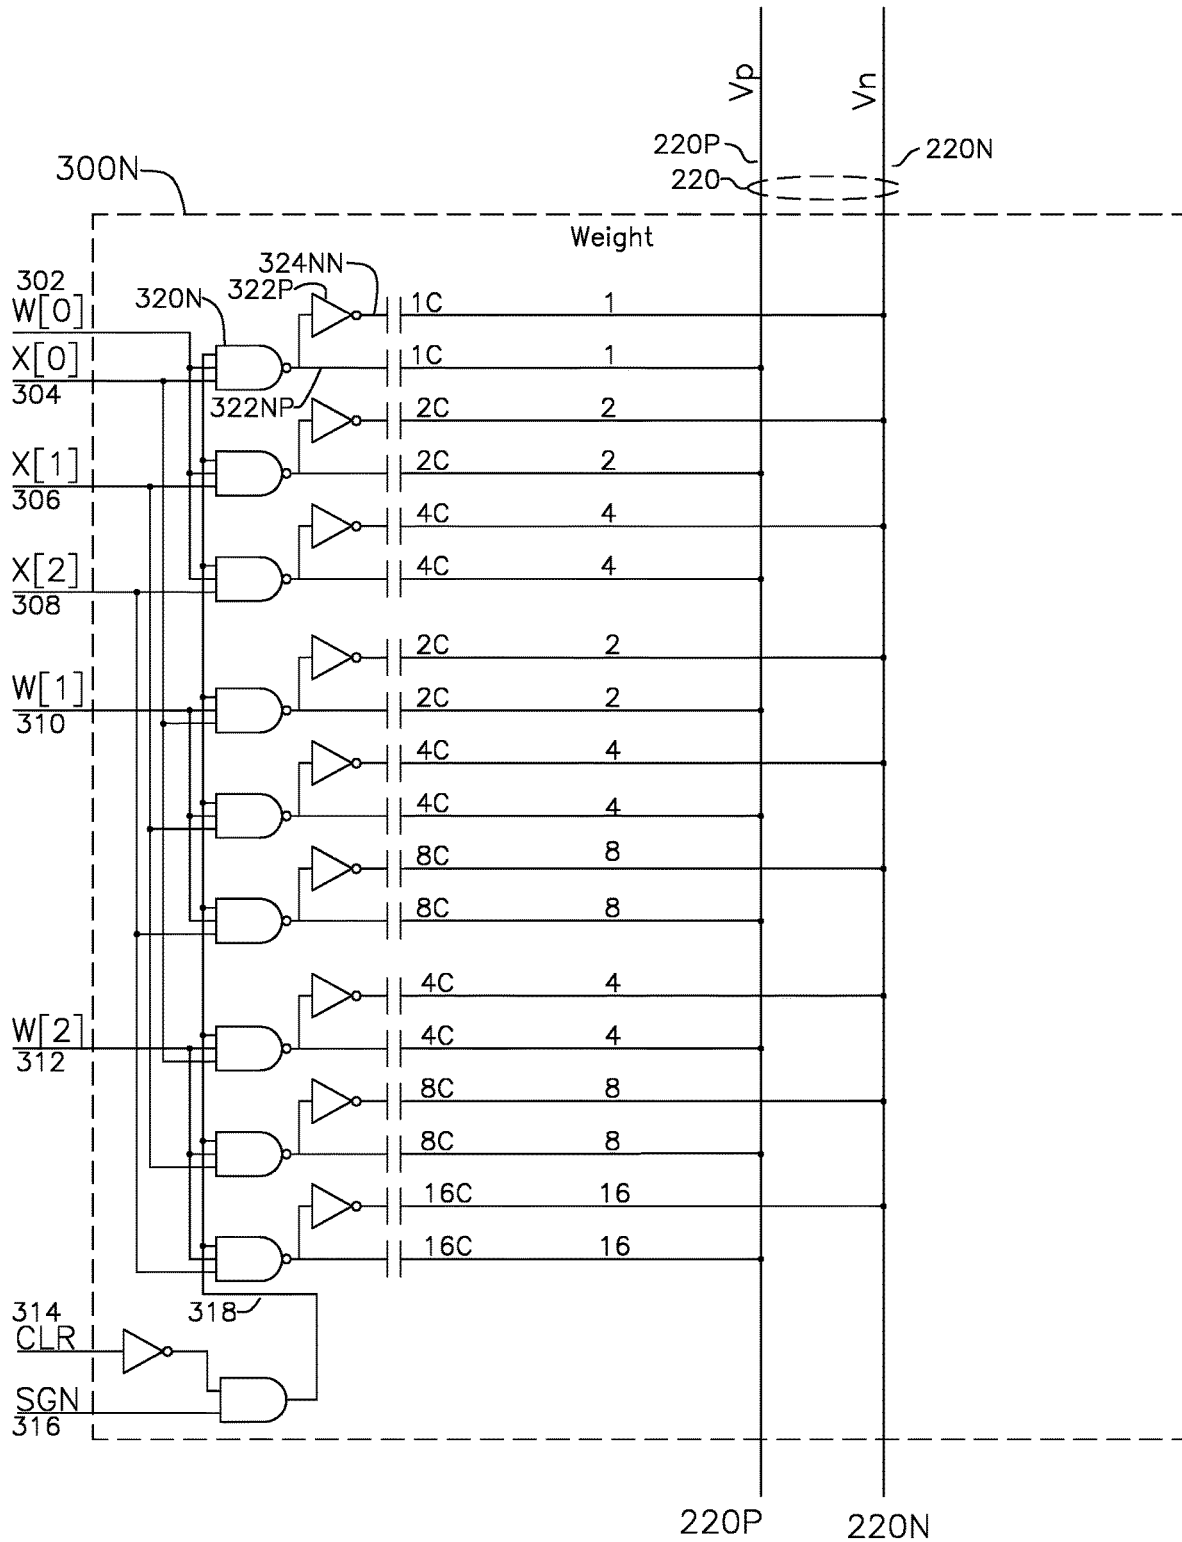 Vp
Vn
220P
220N
220
300N
Weight
302
W[0]
320N
322P
324NN
1C 1
X[0]
304
1C 1
322NP
2C 2
X[1]
306
2C 2
4C 4
X[2]
308
4C 4
2C 2
W[1]
310
2C 2
4C 4
4C 4
8C 8
8C 8
4C 4
W[2]
312
4C 4
8C 8
8C 8
16C 16
16C 16
318
314
CLR
SGN
316
220P
220N